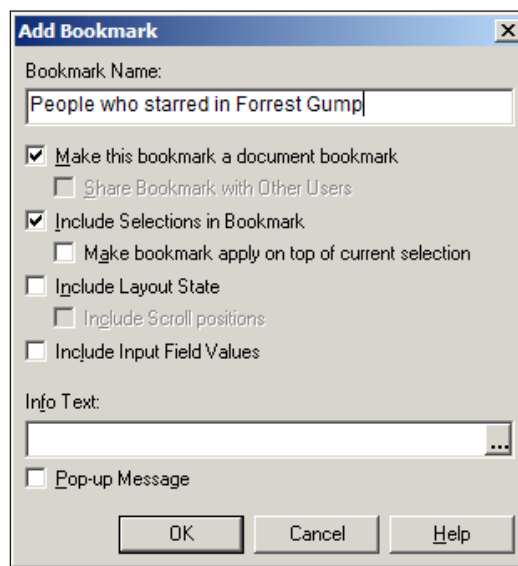 Add Bookmark
Bookmark Name:
People who starred in Forrest Gump
Make this bookmark a document bookmark
Share Bookmark with Other Users
Include Selections in Bookmark
Make bookmark apply on top of current selection
Include Layout State
Include Scroll positions
Include Input Field Values
Info Text:
...
Pop-up Message
OK Cancel Help